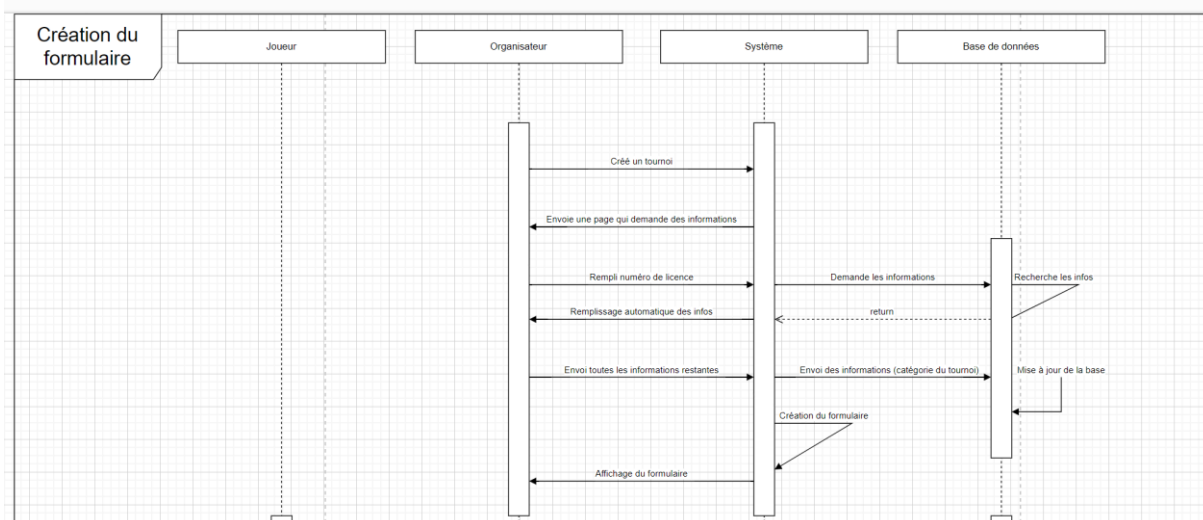 Création du
formulaire
Joueur
Organisateur
Système
Base de données
Créé un tournoi
Envoie une page qui demande des informations
Rempli numéro de licence
Demande les informations
Recherche les infos
Remplissage automatique des infos
return
Envoi toutes les informations restantes
Envoi des informations (catégorie du tournoi)
Mise à jour de la base
Création du formulaire
Affichage du formulaire